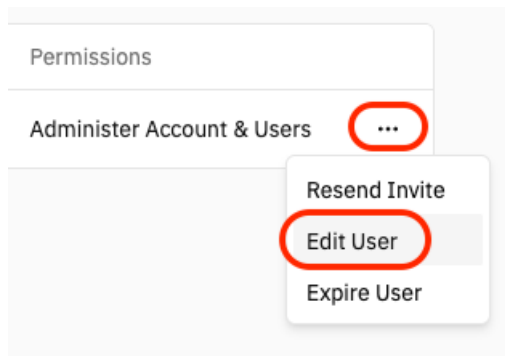 Permissions
Administer Account & Users ...
Resend Invite
Edit User
Expire User